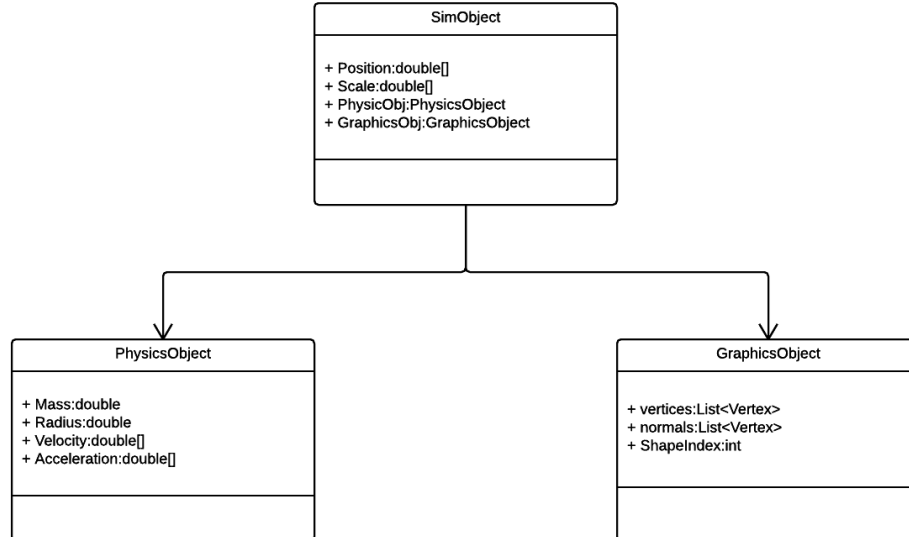 SimObject
+ Position:double[]
+ Scale:double[]
+ PhysicObj:PhysicsObject
+ GraphicsObj:GraphicsObject
PhysicsObject
+ Mass:double
+ Radius:double
+ Velocity:double[]
+ Acceleration:double[]
GraphicsObject
+ vertices:List<Vertex>
+ normals:List<Vertex>
+ ShapeIndex:int